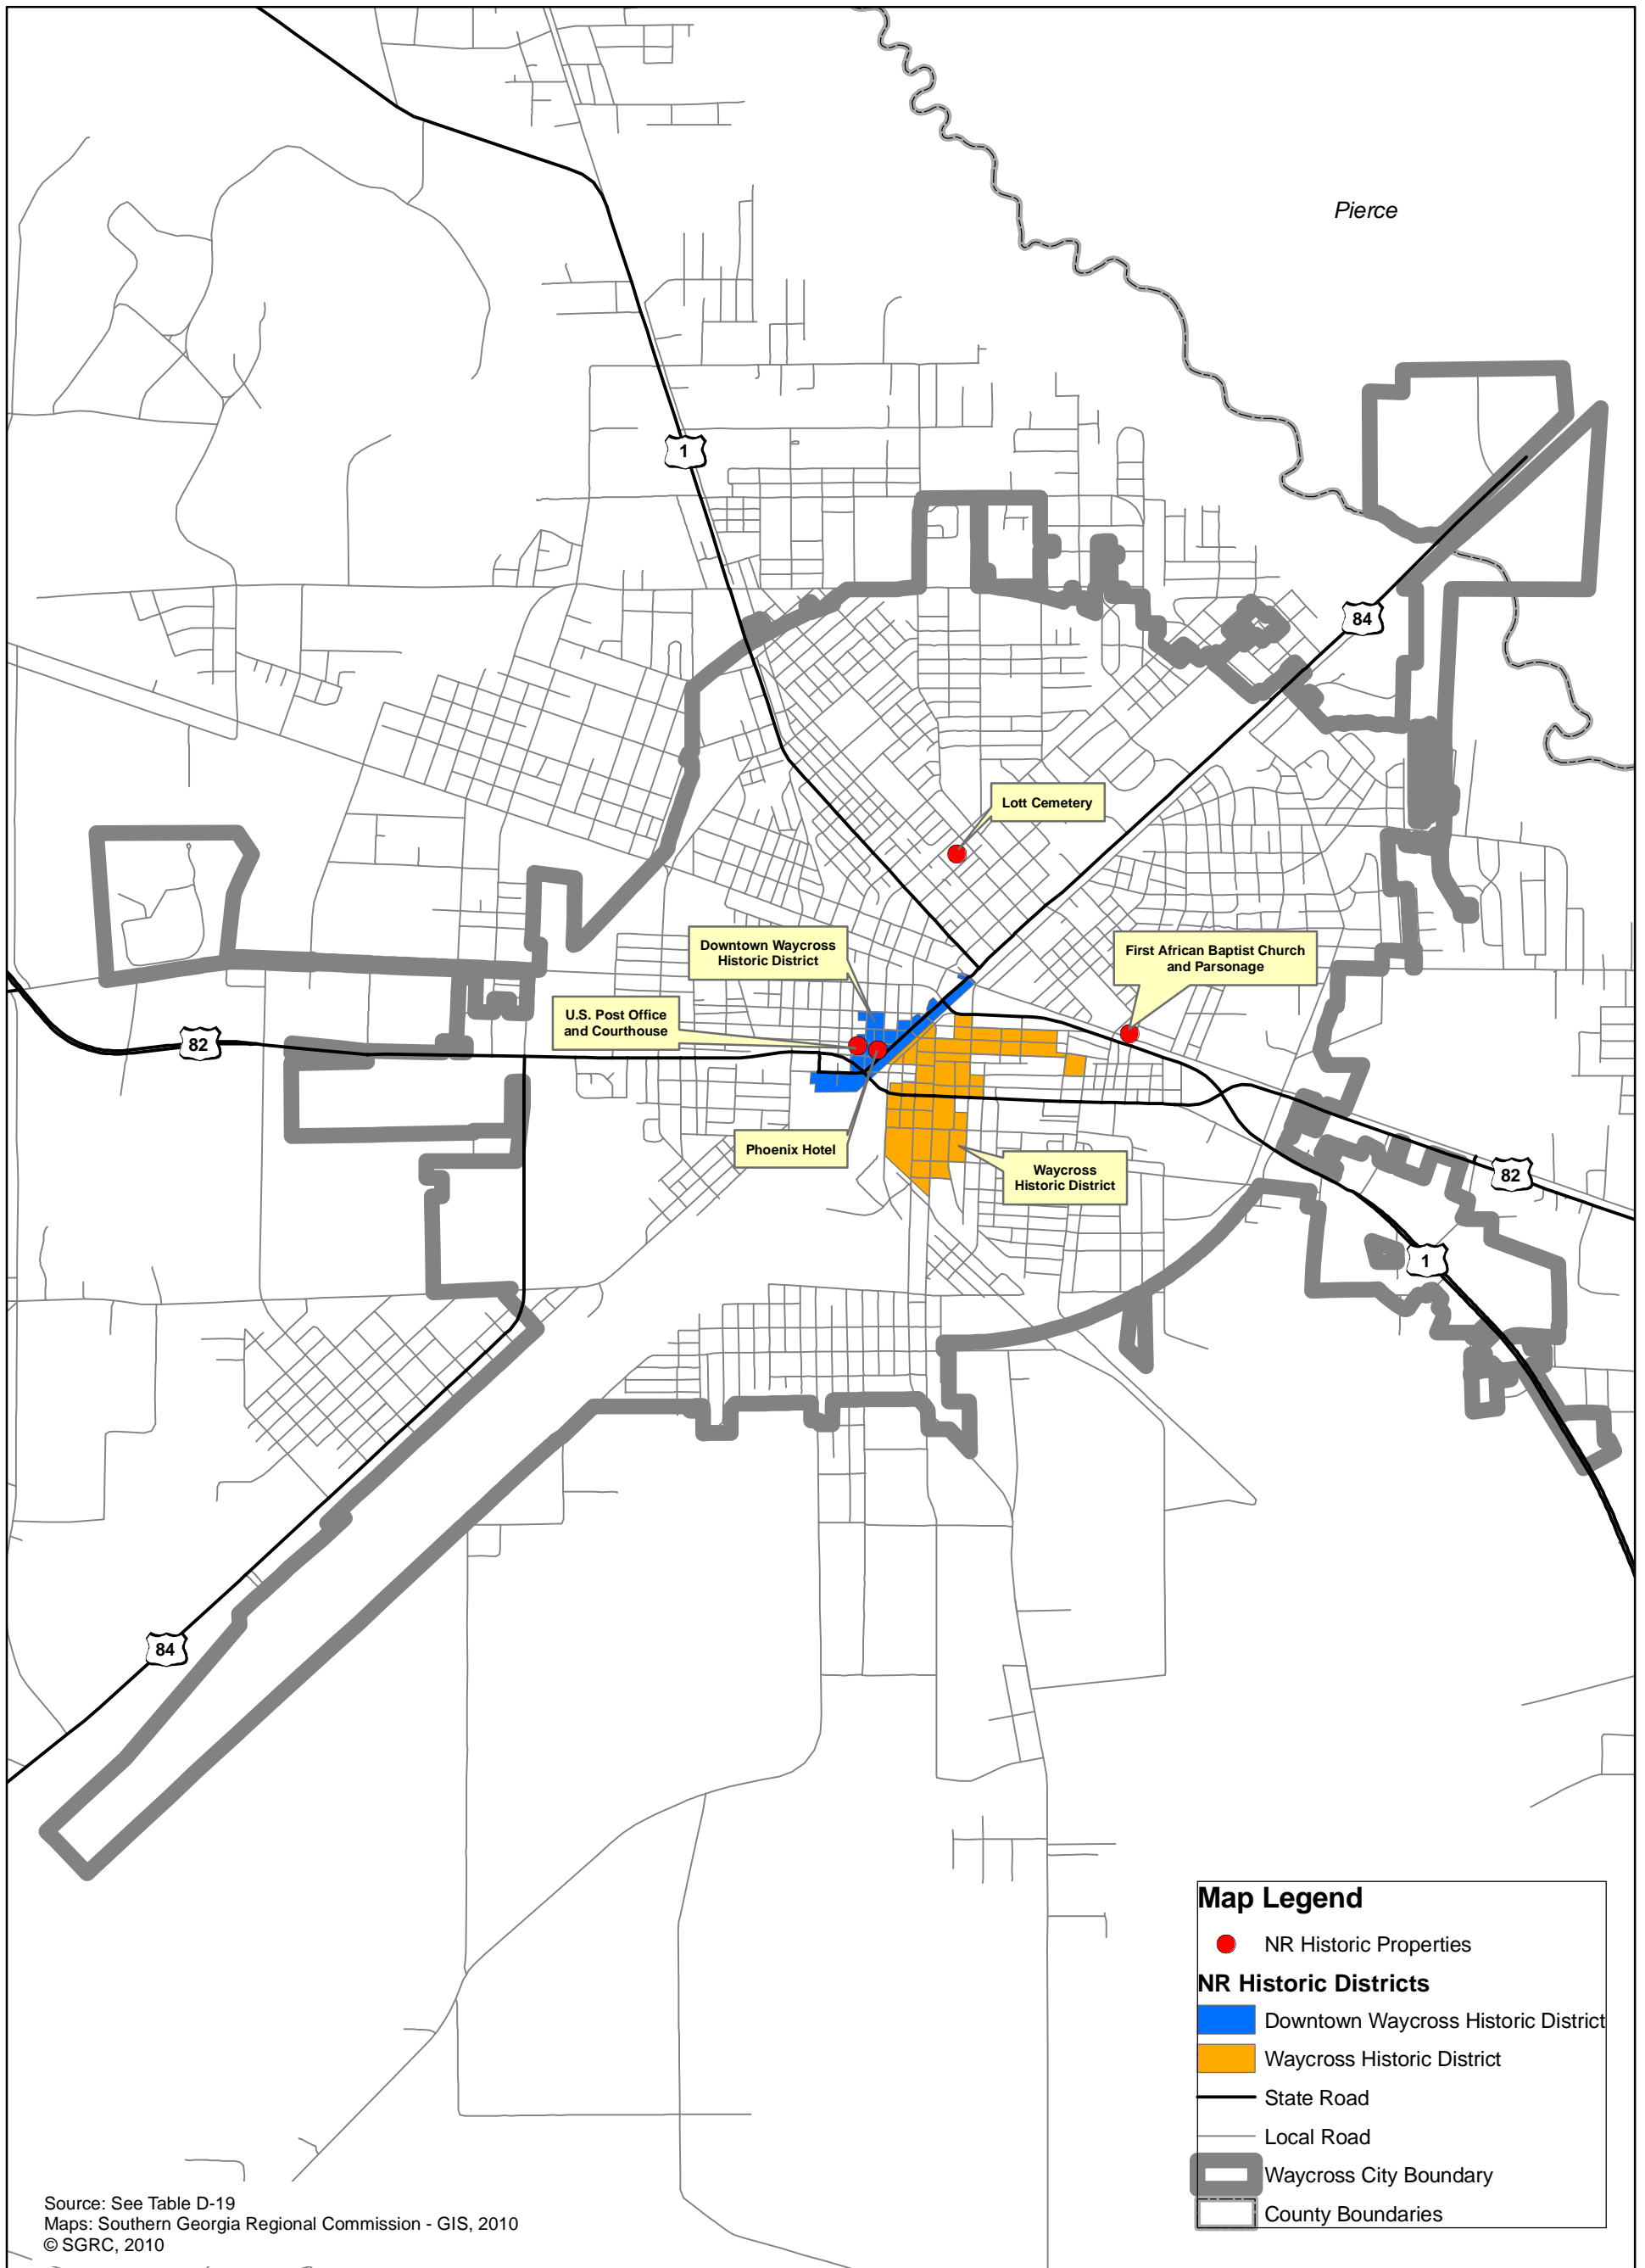 Pierce
1
84
Lott Cemetery
Downtown Waycross
Historic District
First African Baptist Church
and Parsonage
U.S. Post Office
and Courthouse
82
Phoenix Hotel
Waycross
Historic District
82
1
84
Map Legend
NR Historic Properties
NR Historic Districts
Downtown Waycross Historic District
Waycross Historic District
State Road
Local Road
Waycross City Boundary
County Boundaries
Source: See Table D-19
Maps: Southern Georgia Regional Commission - GIS, 2010
© SGRC, 2010